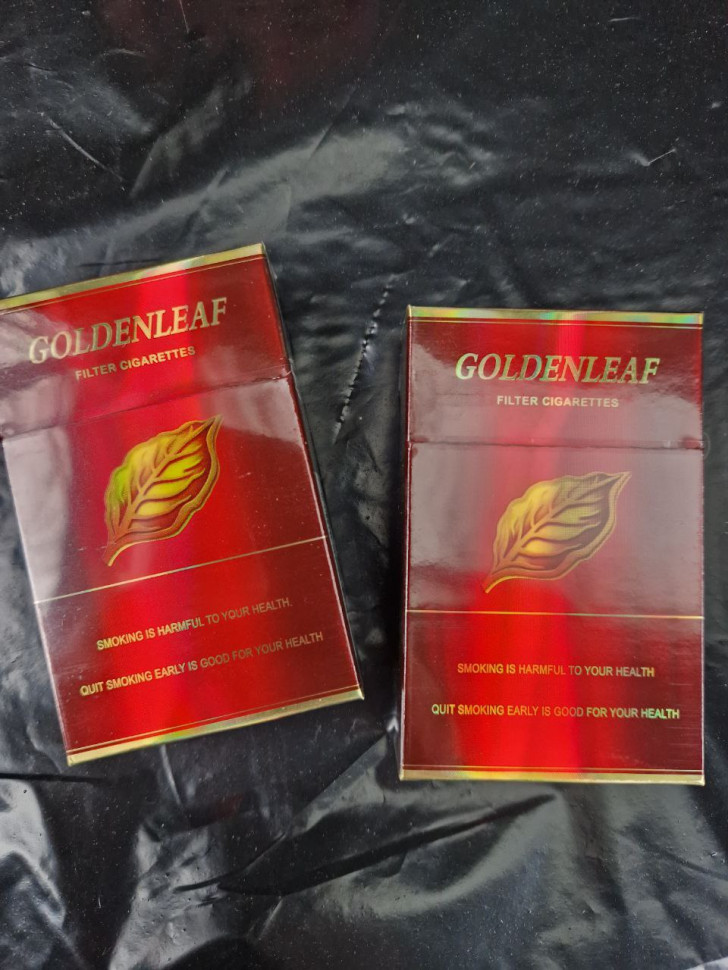 GOLDENLEAF
FILTER CIGARETTES
SMOKING IS HARMFUL TO YOUR HEALTH.
QUIT SMOKING EARLY IS GOOD FOR YOUR HEALTH
GOLDENLEAF
FILTER CIGARETTES
SMOKING IS HARMFUL TO YOUR HEALTH
QUIT SMOKING EARLY IS GOOD FOR YOUR HEALTH